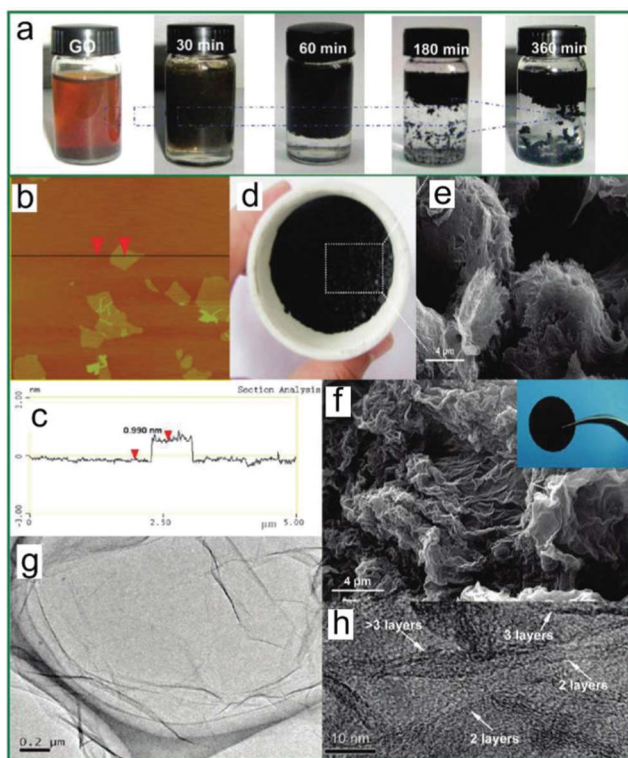 a
GO
30 min
60 min
180 min
360 min
b
d
e
4 μm
c
nm
Section Analysis
3.00
0.990 nm
0
-3.00
0
2.50
μm
5.00
f
4 μm
g
0.2 μm
h
>3 layers
3 layers
2 layers
2 layers
10 nm